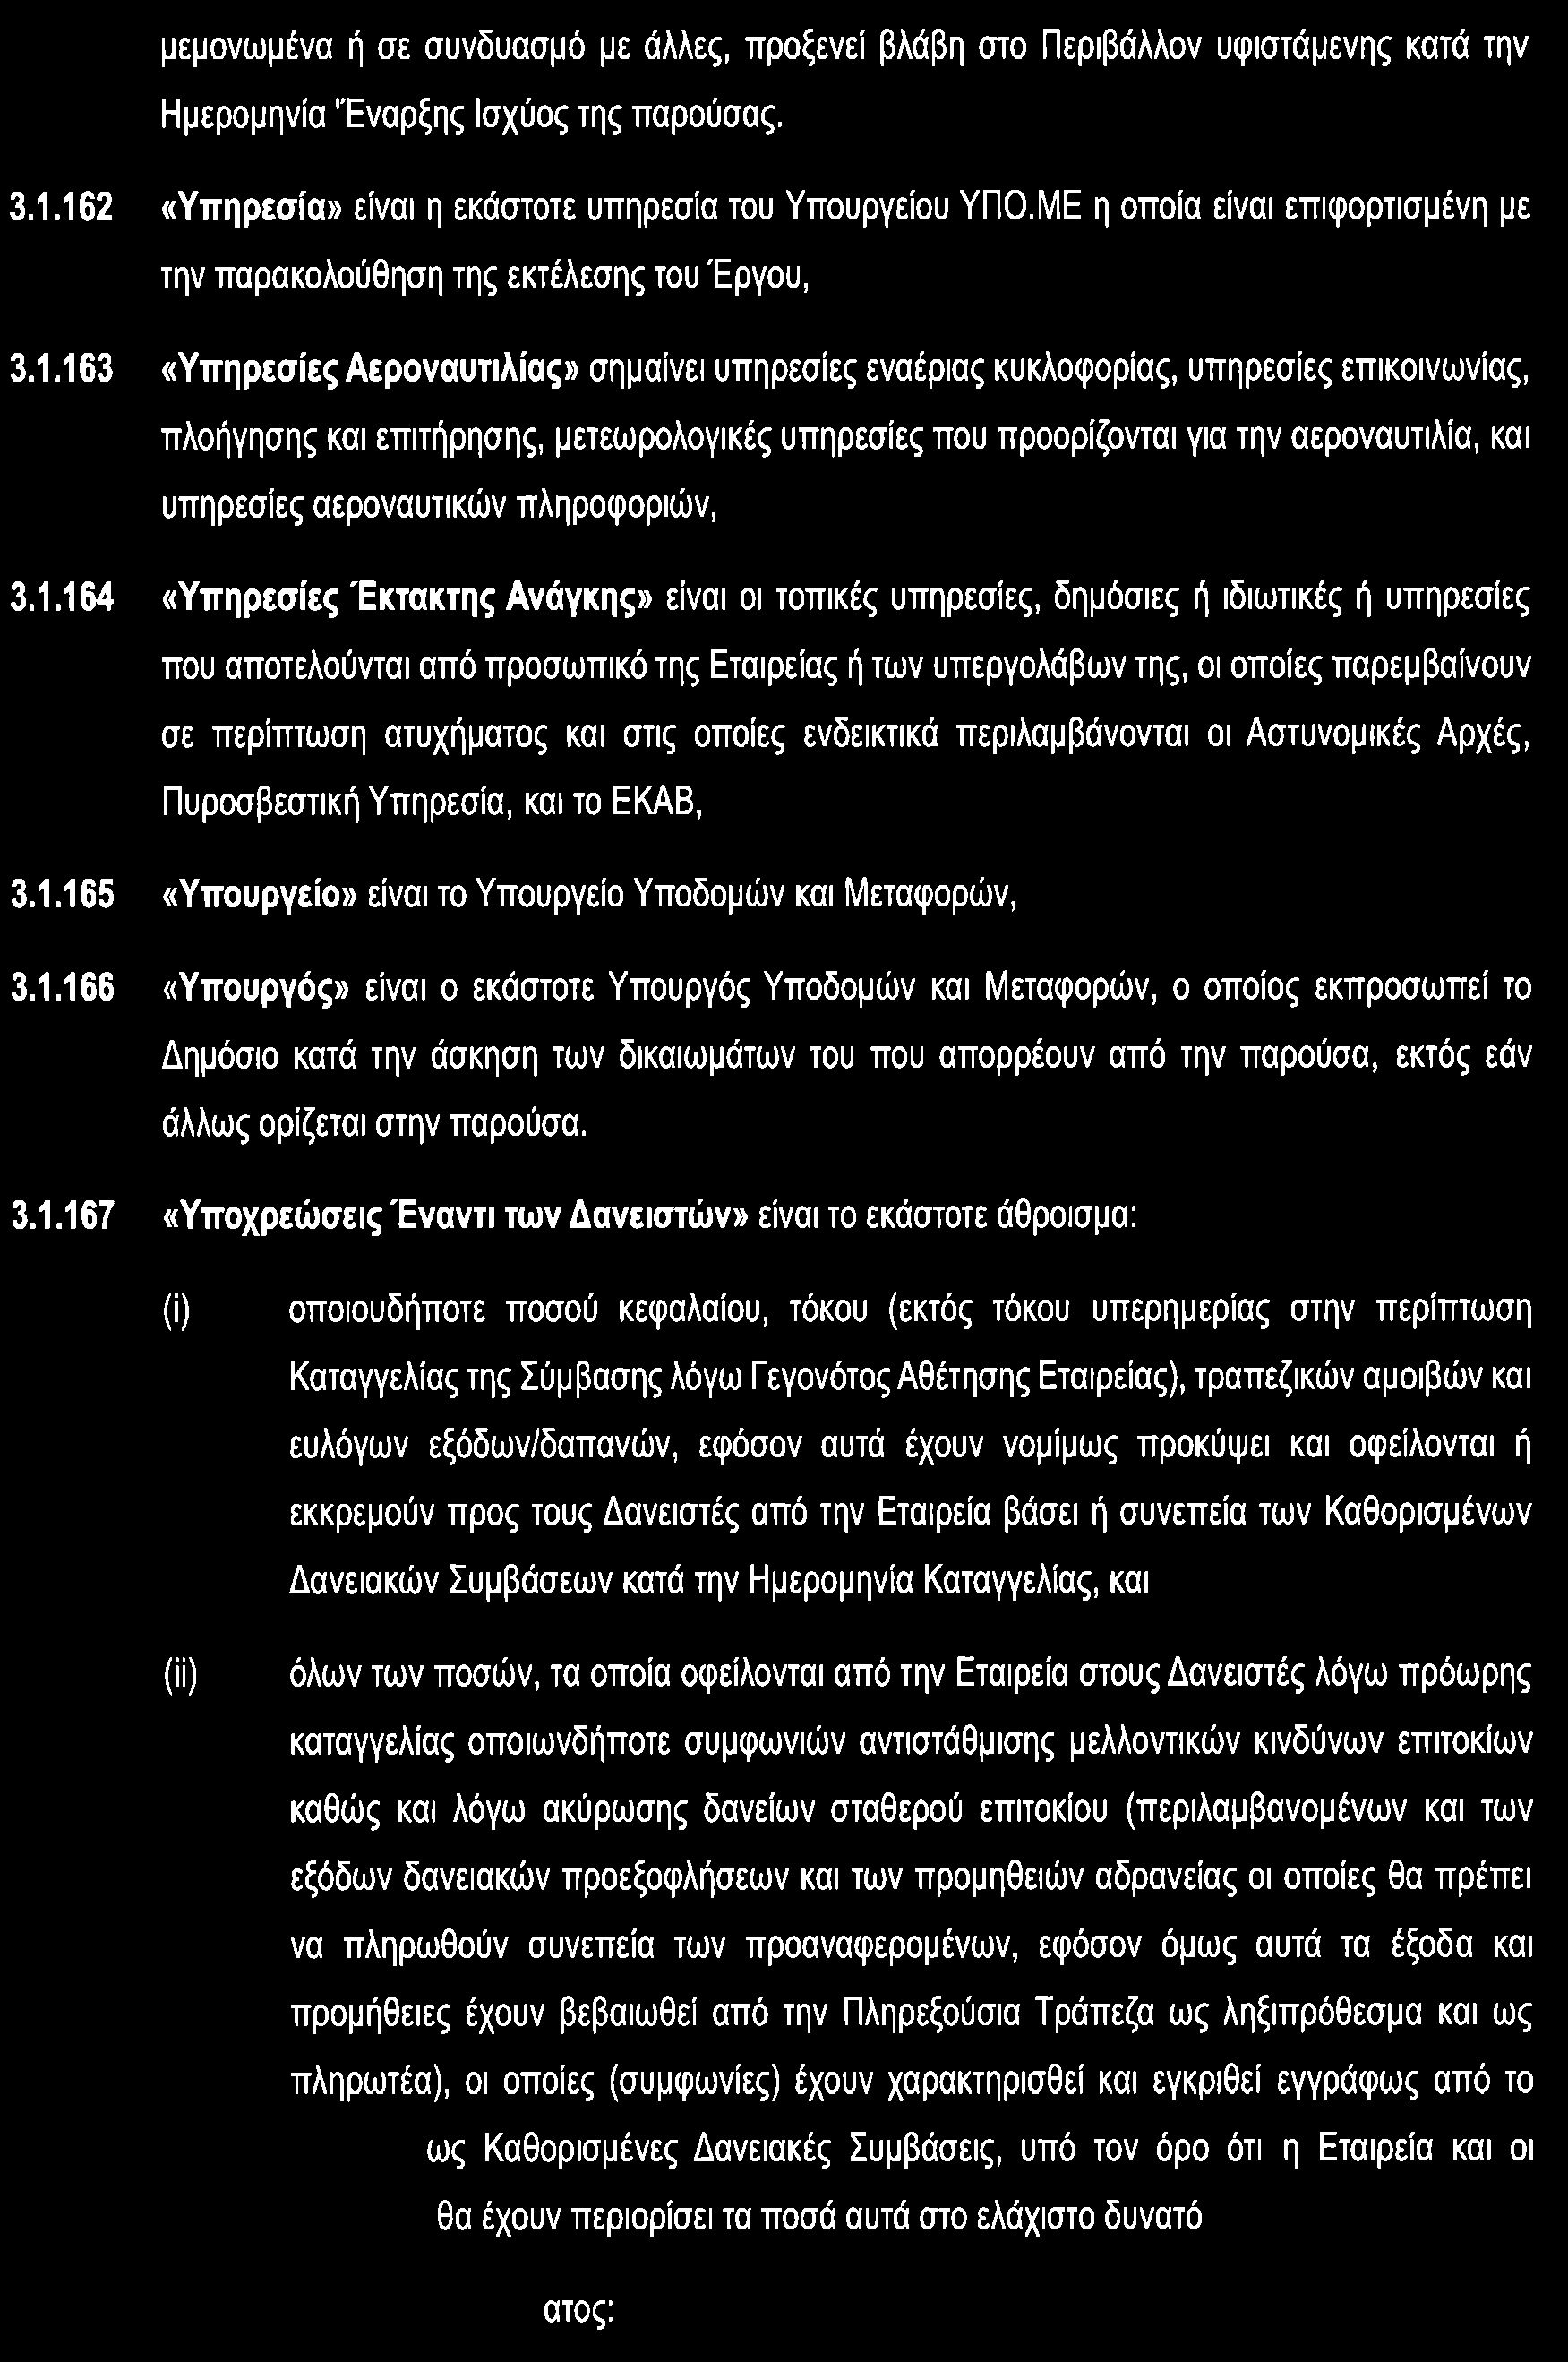 μεμονωμένα ή σε συνδυασμό με άλλες, προξενεί βλάβη στο Περιβάλλον υφιστάμενης κατά την
Ημερομηνία 'Έναρξης Ισχύος της παρούσας.
3.1.162 «Υπηρεσία» είναι η εκάστοτε υπηρεσία του Υπουργείου ΥΠΟ.ΜΕ η οποία είναι επιφορτισμένη με
την παρακολούθηση της εκτέλεσης του Έργου,
3.1.163 «Υπηρεσίες Αεροναυτιλίας» σημαίνει υπηρεσίες εναέριας κυκλοφορίας, υπηρεσίες επικοινωνίας,
πλοήγησης και επιτήρησης, μετεωρολογικές υπηρεσίες που προορίζονται για την αεροναυτιλία, και
υπηρεσίες αεροναυτικών πληροφοριών,
3.1.164 «Υπηρεσίες Έκτακτης Ανάγκης» είναι οι τοπικές υπηρεσίες, δημόσιες ή ιδιωτικές ή υπηρεσίες
που αποτελούνται από προσωπικό της Εταιρείας ή των υπεργολάβων της, οι οποίες παρεμβαίνουν
σε περίπτωση ατυχήματος και στις οποίες ενδεικτικά περιλαμβάνονται οι Αστυνομικές Αρχές,
Πυροσβεστική Υπηρεσία, και το ΕΚΑΒ,
3.1.165 «Υπουργείο» είναι το Υπουργείο Υποδομών και Μεταφορών,
3.1.166 «Υπουργός» είναι ο εκάστοτε Υπουργός Υποδομών και Μεταφορών, ο οποίος εκπροσωπεί το
Δημόσιο κατά την άσκηση των δικαιωμάτων του που απορρέουν από την παρούσα, εκτός εάν
άλλως ορίζεται στην παρούσα.
3.1.167 «Υποχρεώσεις Έναντι των Δανειστών» είναι το εκάστοτε άθροισμα:
(i) οποιουδήποτε ποσού κεφαλαίου, τόκου (εκτός τόκου υπερημερίας στην περίπτωση
Καταγγελίας της Σύμβασης λόγω Γεγονότος Αθέτησης Εταιρείας), τραπεζικών αμοιβών και
ευλόγων εξόδων/δαπανών, εφόσον αυτά έχουν νομίμως προκύψει και οφείλονται ή
εκκρεμούν προς τους Δανειστές από την Εταιρεία βάσει ή συνεπεία των Καθορισμένων
Δανειακών Συμβάσεων κατά την Ημερομηνία Καταγγελίας, και
(ii) όλων των ποσών, τα οποία οφείλονται από την Εταιρεία στους Δανειστές λόγω πρόωρης
καταγγελίας οποιωνδήποτε συμφωνιών αντιστάθμισης μελλοντικών κινδύνων επιτοκίων
καθώς και λόγω ακύρωσης δανείων σταθερού επιτοκίου (περιλαμβανομένων και των
εξόδων δανειακών προεξοφλήσεων και των προμηθειών αδρανείας οι οποίες θα πρέπει
να πληρωθούν συνεπεία των προαναφερομένων, εφόσον όμως αυτά τα έξοδα και
προμήθειες έχουν βεβαιωθεί από την Πληρεξούσια Τράπεζα ως ληξιπρόθεσμα και ως
πληρωτέα), οι οποίες (συμφωνίες) έχουν χαρακτηρισθεί και εγκριθεί εγγράφως από το
ως Καθορισμένες Δανειακές Συμβάσεις, υπό τον όρο ότι η Εταιρεία και οι
θα έχουν περιορίσει τα ποσά αυτά στο ελάχιστο δυνατό
ατος: